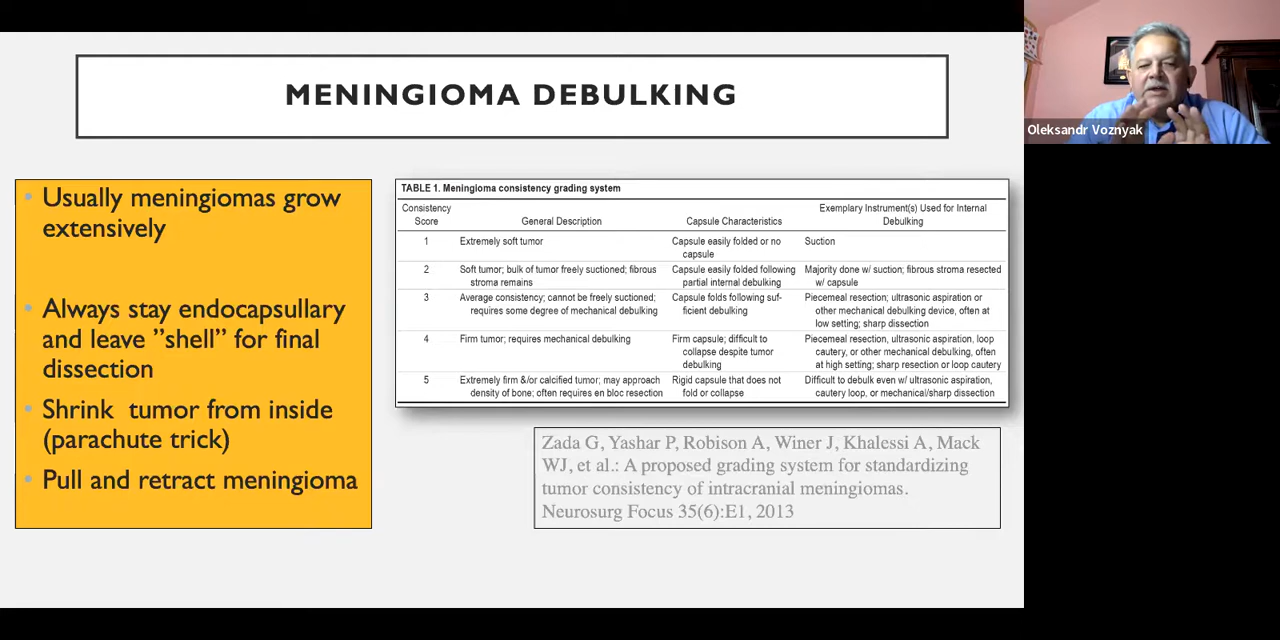 MENINGIOMA DEBULKING
Oleksandr Voznyak
• Usually meningiomas grow
extensively
• Always stay endocapsullary
and leave ”shell” for final
dissection
• Shrink tumor from inside
(parachute trick)
• Pull and retract meningioma
TABLE 1. Meningioma consistency grading system
Consistency
Score
General Description
Capsule Characteristics
Exemplary Instrument(s) Used for Internal
Debulking
1
Extremely soft tumor
Capsule easily folded or no
capsule
Suction
2
Soft tumor; bulk of tumor freely suctioned; fibrous
stroma remains
Capsule easily folded following
partial internal debulking
Majority done w/ suction; fibrous stroma resected
w/ capsule
3
Average consistency; cannot be freely suctioned;
requires some degree of mechanical debulking
Capsule folds following suf-
ficient debulking
Piecemeal resection; ultrasonic aspiration or
other mechanical debulking device, often at
low setting; sharp dissection
4
Firm tumor; requires mechanical debulking
Firm capsule; difficult to
collapse despite tumor
debulking
Piecemeal resection, ultrasonic aspiration, loop
cautery, or other mechanical debulking, often
at high setting; sharp resection or loop cautery
5
Extremely firm &/or calcified tumor; may approach
density of bone; often requires en bloc resection
Rigid capsule that does not
fold or collapse
Difficult to debulk even w/ ultrasonic aspiration,
cautery loop, or mechanical/sharp dissection
Zada G, Yashar P, Robison A, Winer J, Khalessi A, Mack
WJ, et al.: A proposed grading system for standardizing
tumor consistency of intracranial meningiomas.
Neurosurg Focus 35(6):E1, 2013